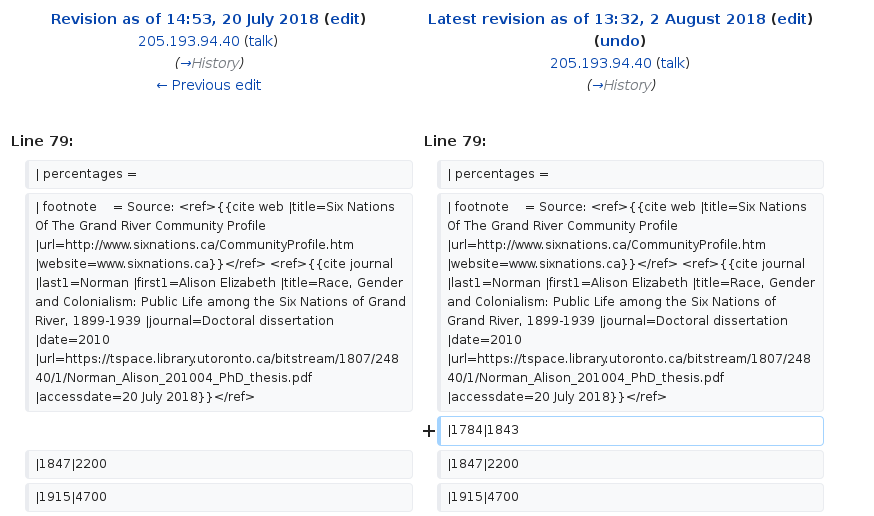 Revision as of 14:53, 20 July 2018 (edit)
205.193.94.40 (talk)
(→History)
← Previous edit
Latest revision as of 13:32, 2 August 2018 (edit)
(undo)
205.193.94.40 (talk)
(→History)
Line 79:
Line 79:
| percentages =
| percentages =
| footnote    = Source: <ref>{{cite web |title=Six Nations
Of The Grand River Community Profile
|url=http://www.sixnations.ca/CommunityProfile.htm
|website=www.sixnations.ca}}</ref> <ref>{{cite journal
|last1=Norman |first1=Alison Elizabeth |title=Race, Gender
and Colonialism: Public Life among the Six Nations of Grand
River, 1899-1939 |journal=Doctoral dissertation
|date=2010
|url=https://tspace.library.utoronto.ca/bitstream/1807/248
40/1/Norman_Alison_201004_PhD_thesis.pdf
|accessdate=20 July 2018}}</ref>
| footnote    = Source: <ref>{{cite web |title=Six Nations
Of The Grand River Community Profile
|url=http://www.sixnations.ca/CommunityProfile.htm
|website=www.sixnations.ca}}</ref> <ref>{{cite journal
|last1=Norman |first1=Alison Elizabeth |title=Race, Gender
and Colonialism: Public Life among the Six Nations of
Grand River, 1899-1939 |journal=Doctoral dissertation
|date=2010
|url=https://tspace.library.utoronto.ca/bitstream/1807/248
40/1/Norman_Alison_201004_PhD_thesis.pdf
|accessdate=20 July 2018}}</ref>
+ |1784|1843
|1847|2200
|1847|2200
|1915|4700
|1915|4700